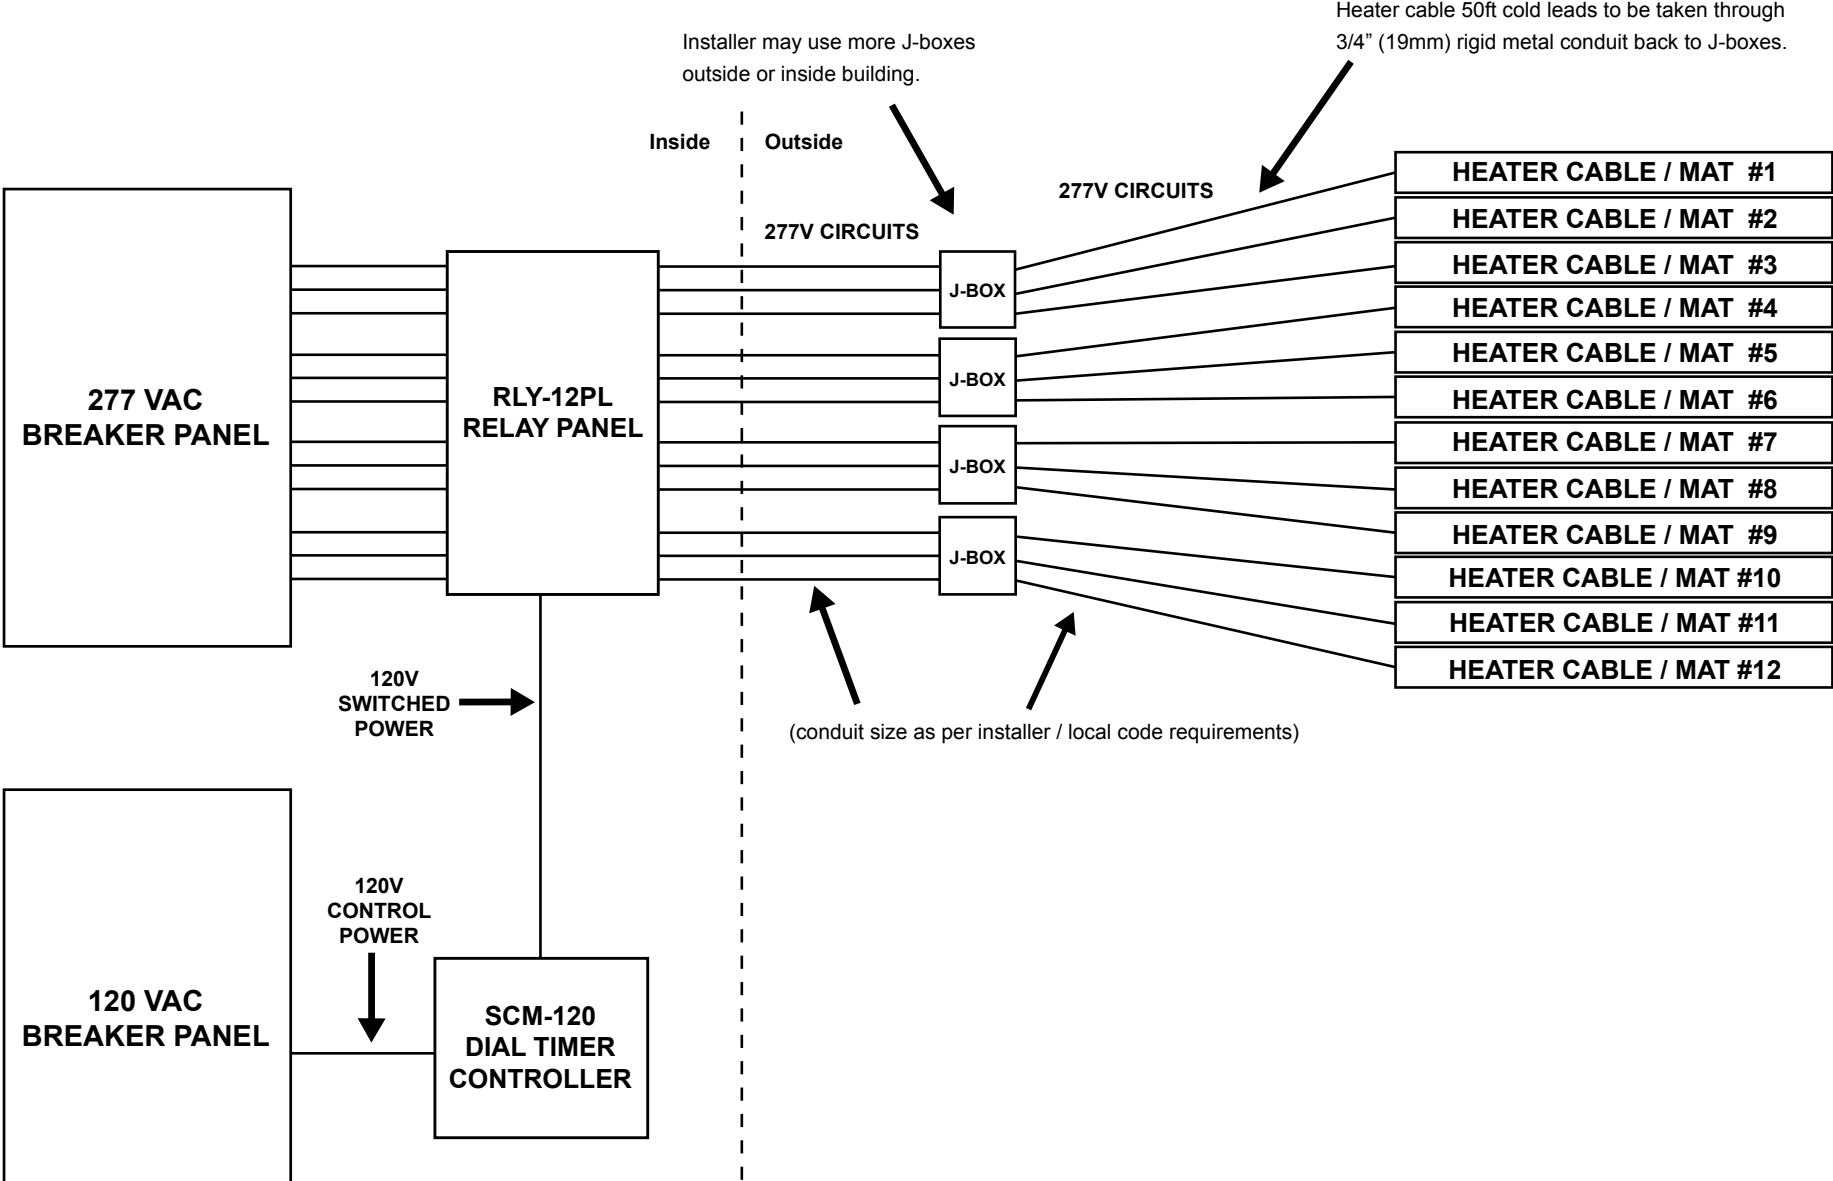 Heater cable 50ft cold leads to be taken through
3/4” (19mm) rigid metal conduit back to J-boxes.
Installer may use more J-boxes
outside or inside building.
Inside
Outside
277V CIRCUITS
277V CIRCUITS
HEATER CABLE / MAT #1
HEATER CABLE / MAT #2
HEATER CABLE / MAT #3
HEATER CABLE / MAT #4
HEATER CABLE / MAT #5
HEATER CABLE / MAT #6
HEATER CABLE / MAT #7
HEATER CABLE / MAT #8
HEATER CABLE / MAT #9
HEATER CABLE / MAT #10
HEATER CABLE / MAT #11
HEATER CABLE / MAT #12
J-BOX
J-BOX
J-BOX
J-BOX
277 VAC
BREAKER PANEL
RLY-12PL
RELAY PANEL
120V
SWITCHED
POWER
(conduit size as per installer / local code requirements)
120V
CONTROL
POWER
120 VAC
BREAKER PANEL
SCM-120
DIAL TIMER
CONTROLLER